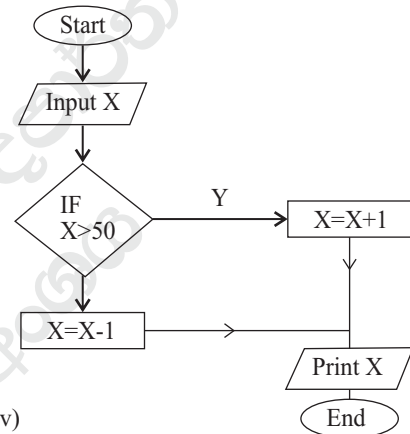 Start
Input X
IF
X>50
Y
X=X+1
X=X-1
Print X
End
v)